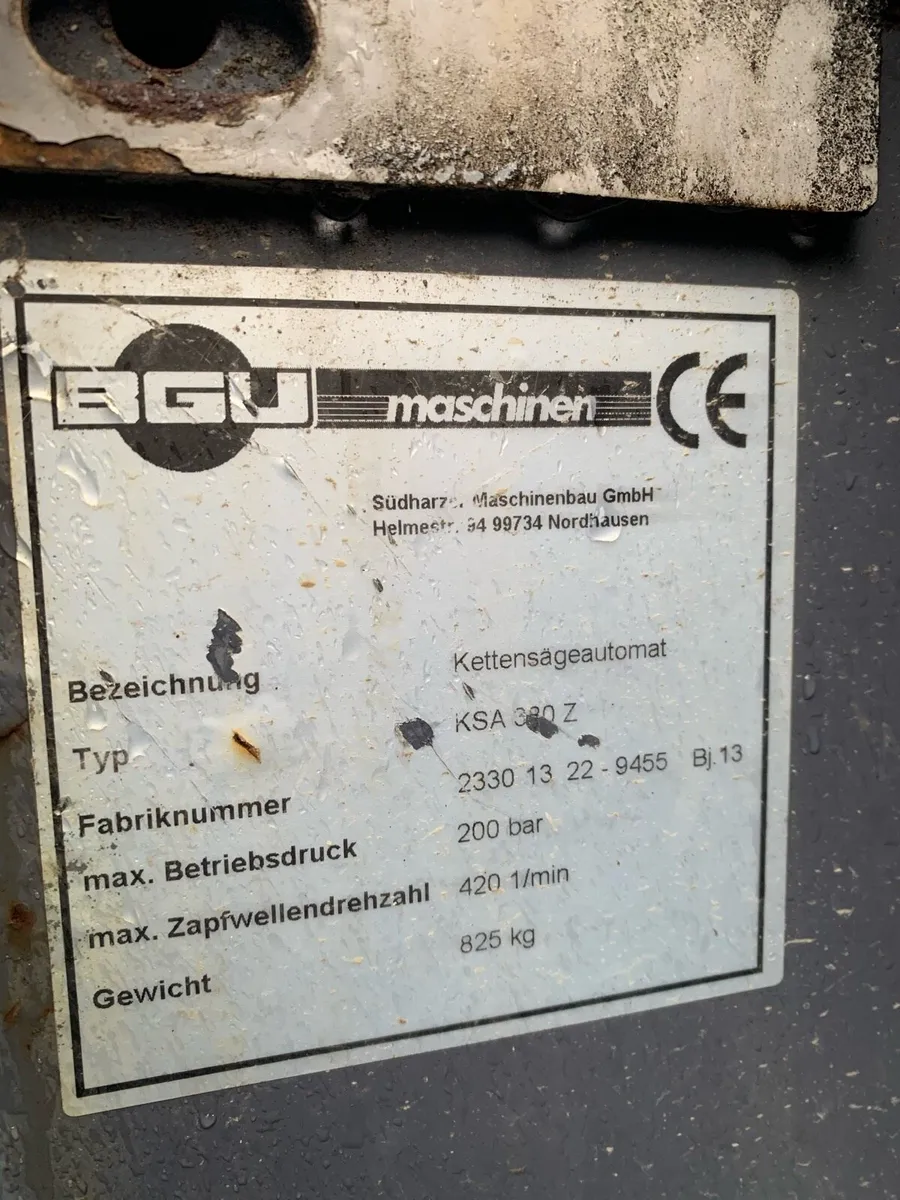 BGU maschinen CE
Südharzer Maschinenbau GmbH
Helmestr. 94 99734 Nordhausen
Bezeichnung Kettensägeautomat
Typ KSA Z
Fabriknummer 2330 13 22 - 9455 Bj.13
max. Betriebsdruck 200 bar
max. Zapfwellendrehzahl 420 1/min
Gewicht 825 kg